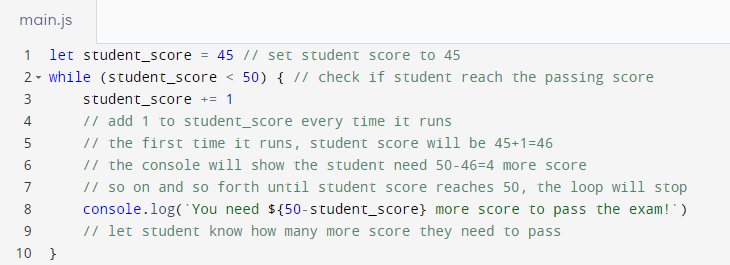 main.js
1 let student_score = 45 // set student score to 45
2 while (student_score < 50) { // check if student reach the passing score
3 student_score += 1
4 // add 1 to student_score every time it runs
5 // the first time it runs, student score will be 45+1=46
6 // the console will show the student need 50-46=4 more score
7 // so on and so forth until student score reaches 50, the loop will stop
8 console.log(`You need ${50-student_score} more score to pass the exam!`)
9 // let student know how many more score they need to pass
10 }